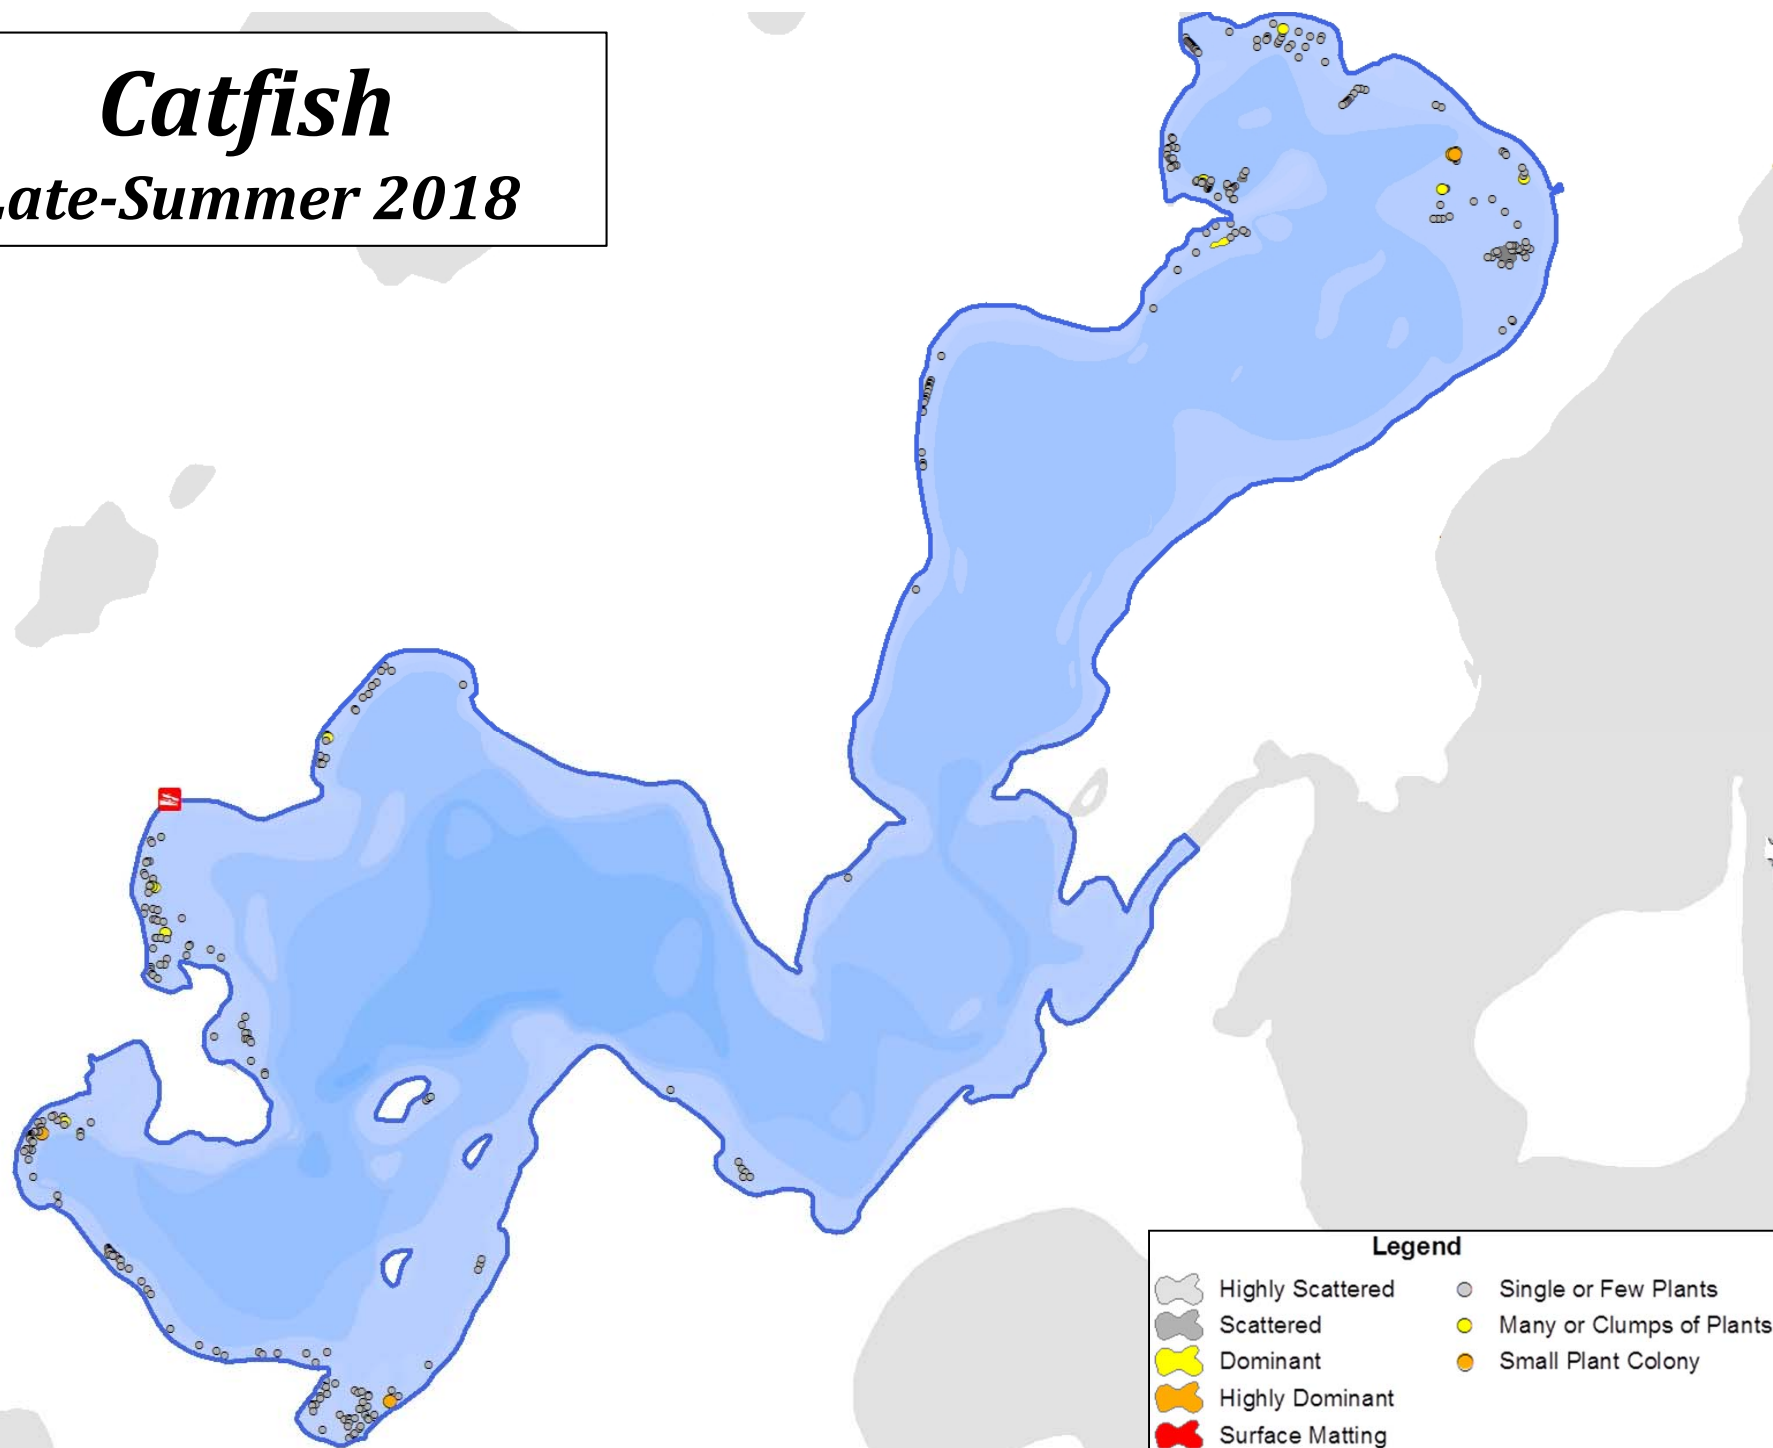 Catfish
Late-Summer 2018
Legend
Highly Scattered
Scattered
Dominant
Highly Dominant
Surface Matting
Single or Few Plants
Many or Clumps of Plants
Small Plant Colony